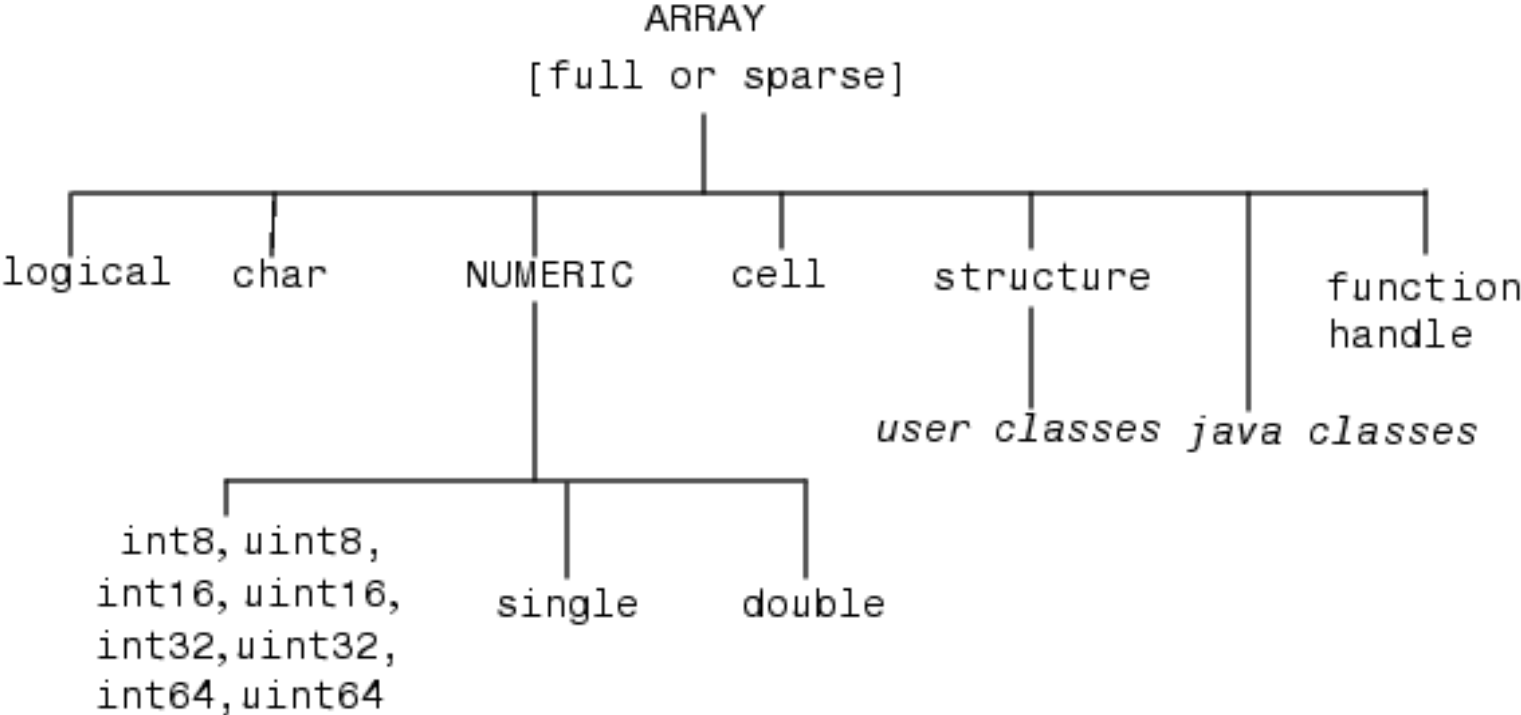 ARRAY
[full or sparse]
logical
char
NUMERIC
cell
structure
function
handle
user classes
java classes
int8, uint8,
int16, uint16,
int32, uint32,
int64, uint64
single
double